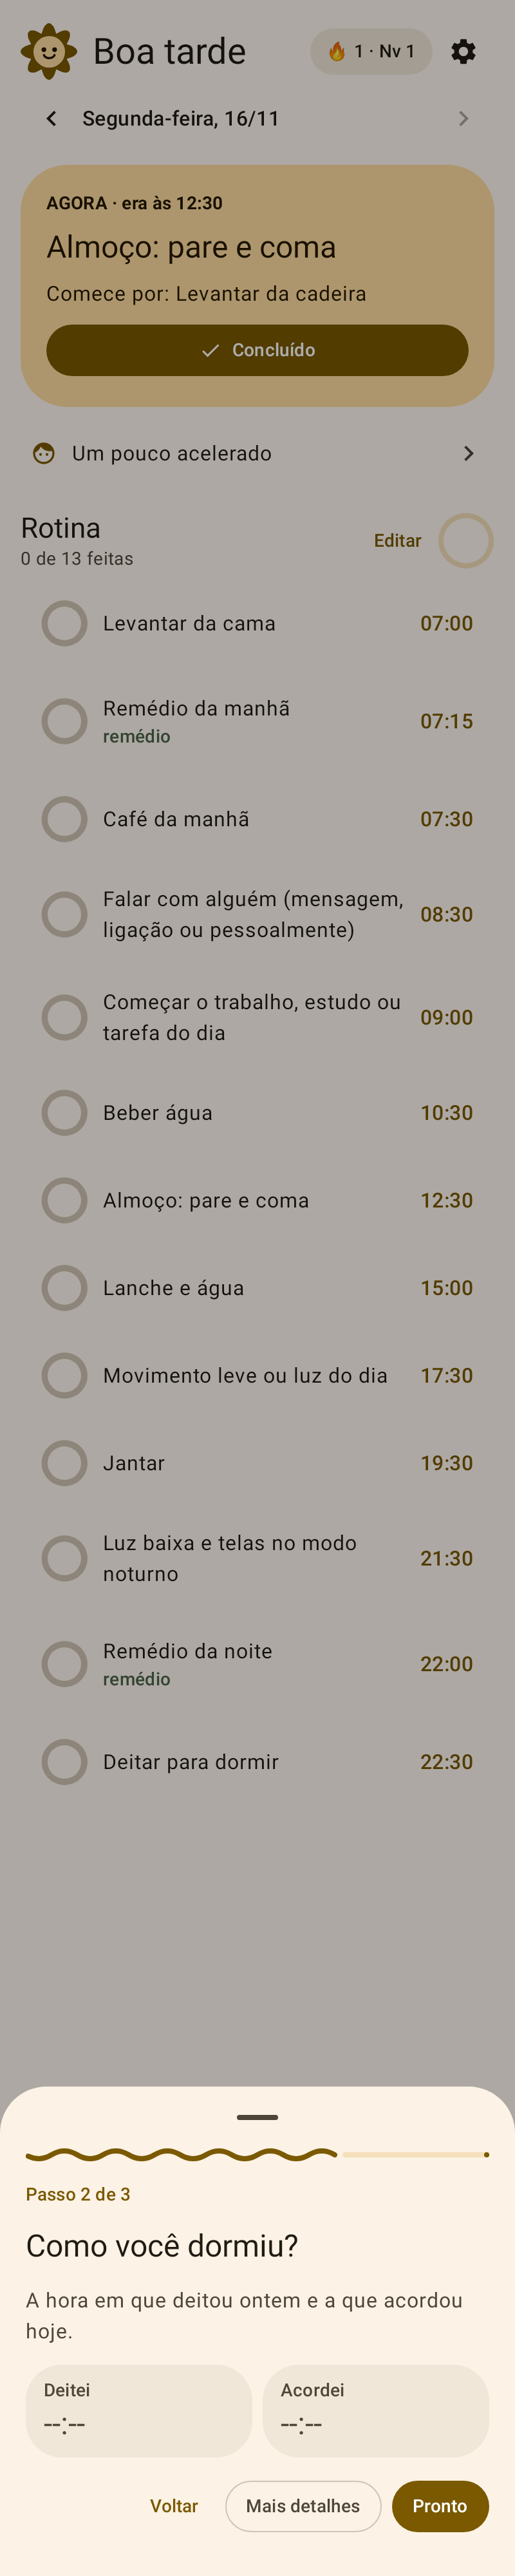 Boa tarde
1 · Nv 1
Segunda-feira, 16/11
AGORA · era às 12:30
Almoço: pare e coma
Comece por: Levantar da cadeira
Concluído
Um pouco acelerado
Rotina
0 de 13 feitas
Editar
Levantar da cama
07:00
Remédio da manhã
remédio
07:15
Café da manhã
07:30
Falar com alguém (mensagem,
ligação ou pessoalmente)
08:30
Começar o trabalho, estudo ou
tarefa do dia
09:00
Beber água
10:30
Almoço: pare e coma
12:30
Lanche e água
15:00
Movimento leve ou luz do dia
17:30
Jantar
19:30
Luz baixa e telas no modo
noturno
21:30
Remédio da noite
remédio
22:00
Deitar para dormir
22:30
Passo 2 de 3
Como você dormiu?
A hora em que deitou ontem e a que acordou
hoje.
Deitei
--:--
Acordei
--:--
Voltar
Mais detalhes
Pronto